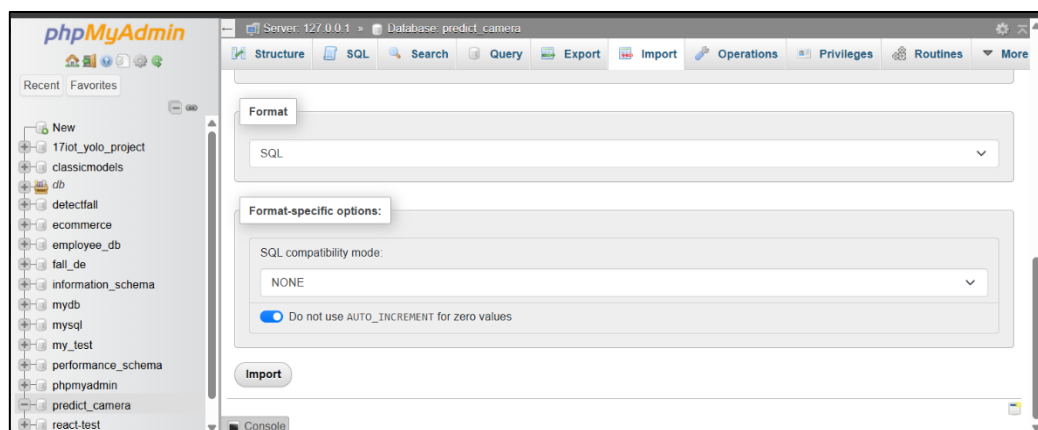 phpMyAdmin
Recent Favorites
New
17iot_yolo_project
classicmodels
db
detectfall
ecommerce
employee_db
fall_de
information_schema
mydb
mysql
my_test
performance_schema
phpmyadmin
predict_camera
react-test
Server: 127.0.0.1 » Database: predict_camera
Structure SQL Search Query Export Import Operations Privileges Routines More
Format
SQL
Format-specific options:
SQL compatibility mode:
NONE
Do not use AUTO_INCREMENT for zero values
Import
Console